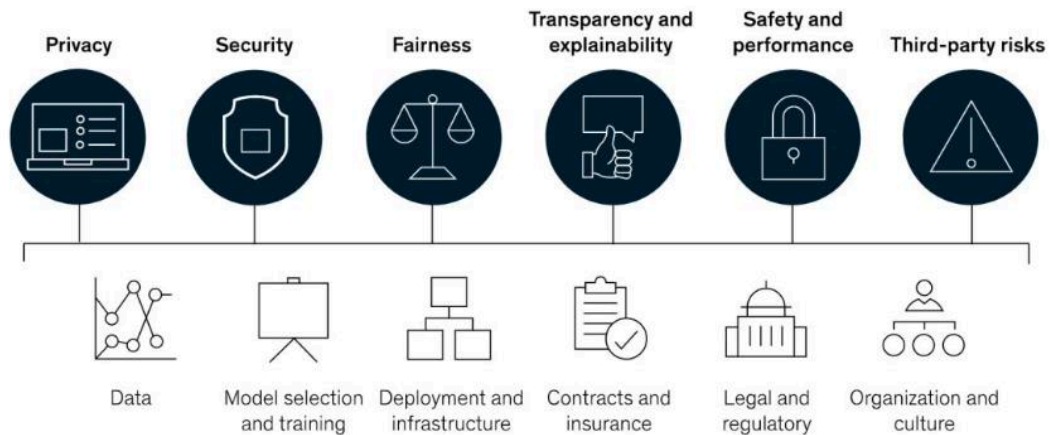 Privacy
Security
Fairness
Transparency and
explainability
Safety and
performance
Third-party risks
Data
Model selection
and training
Deployment and
infrastructure
Contracts and
insurance
Legal and
regulatory
Organization and
culture